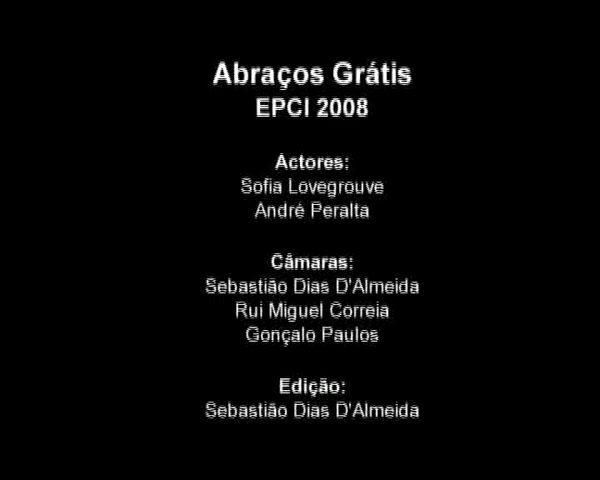 Abraços Grátis
EPCI 2008
Actores:
Sofia Lovegrouve
André Peralta
Câmaras:
Sebastião Dias D'Almeida
Rui Miguel Correia
Gonçalo Paulos
Edição:
Sebastião Dias D'Almeida